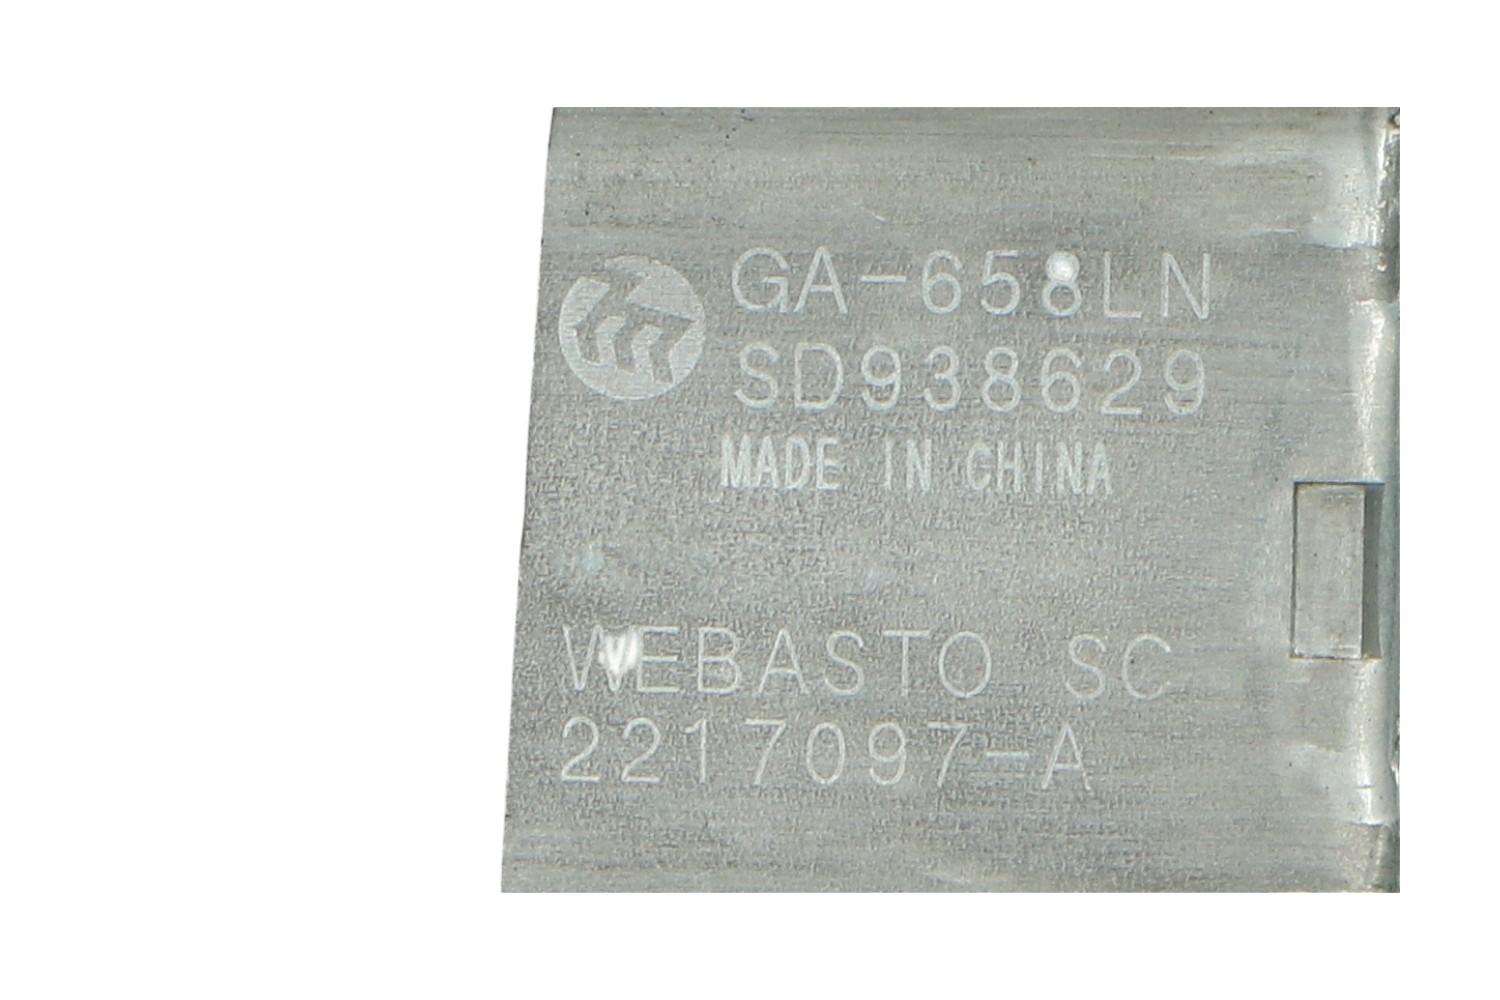 GA-658LN
SD938629
MADE IN CHINA
WEBASTO SC
2217097-A